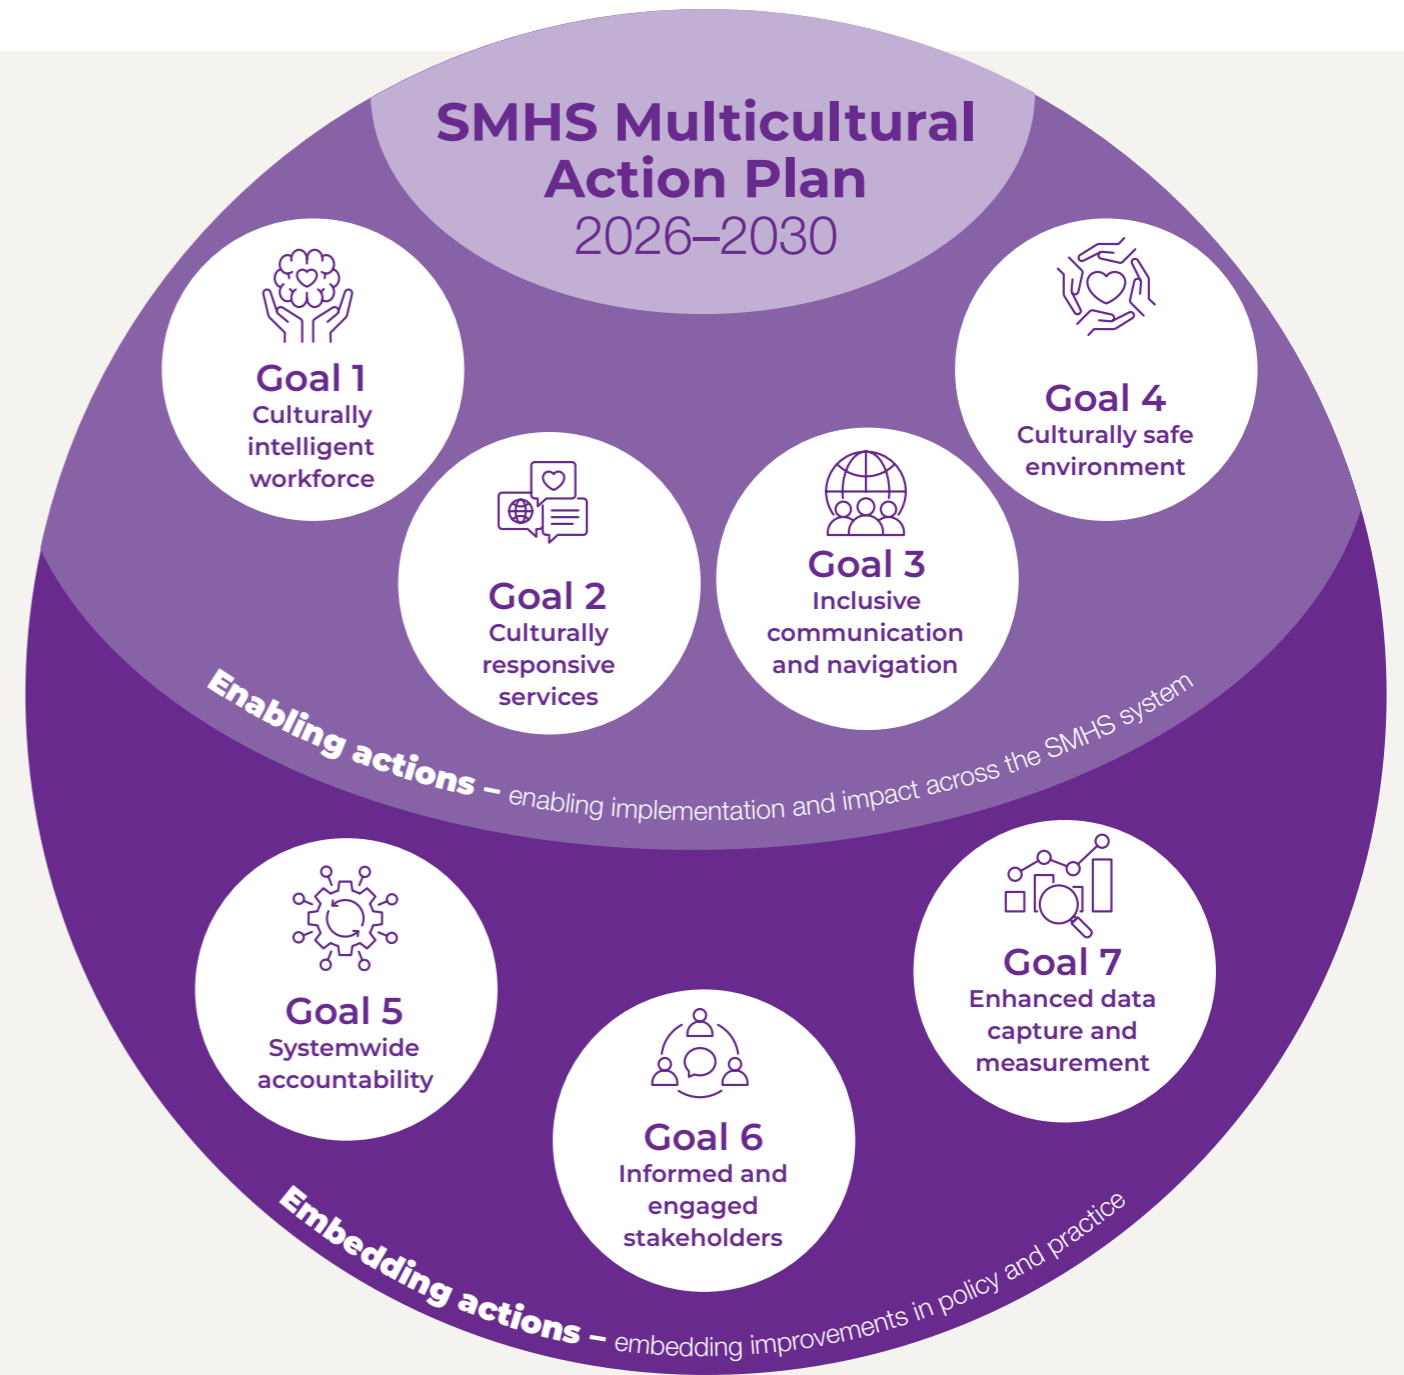 SMHS Multicultural
Action Plan
2026–2030
Goal 1
Culturally
intelligent
workforce
Goal 2
Culturally
responsive
services
Goal 3
Inclusive
communication
and navigation
Goal 4
Culturally safe
environment
Enabling actions – enabling implementation and impact across the SMHS system
Goal 5
Systemwide
accountability
Goal 6
Informed and
engaged
stakeholders
Goal 7
Enhanced data
capture and
measurement
Embedding actions – embedding improvements in policy and practice